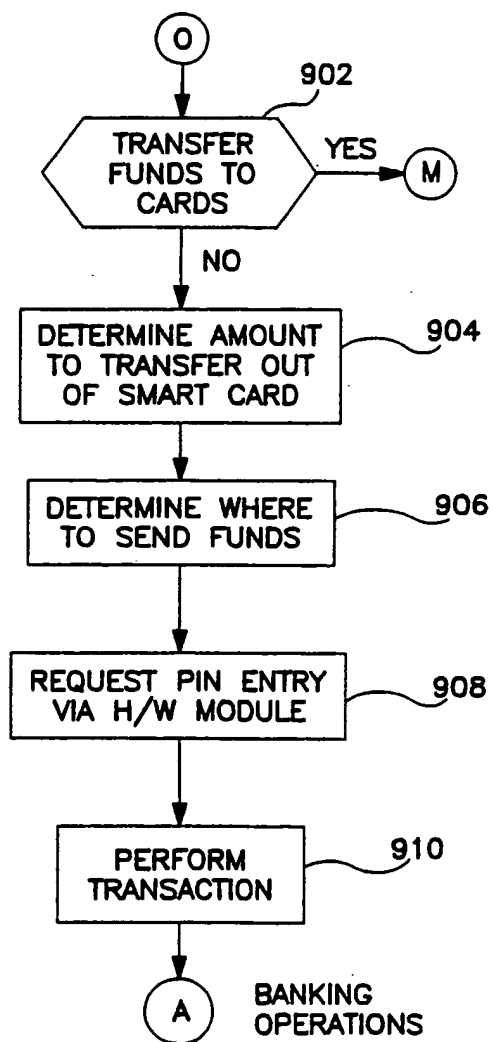 O
902
TRANSFER
FUNDS TO
CARDS
YES
M
NO
DETERMINE AMOUNT
TO TRANSFER OUT
OF SMART CARD
904
DETERMINE WHERE
TO SEND FUNDS
906
REQUEST PIN ENTRY
VIA H/W MODULE
908
PERFORM
TRANSACTION
910
A
BANKING
OPERATIONS